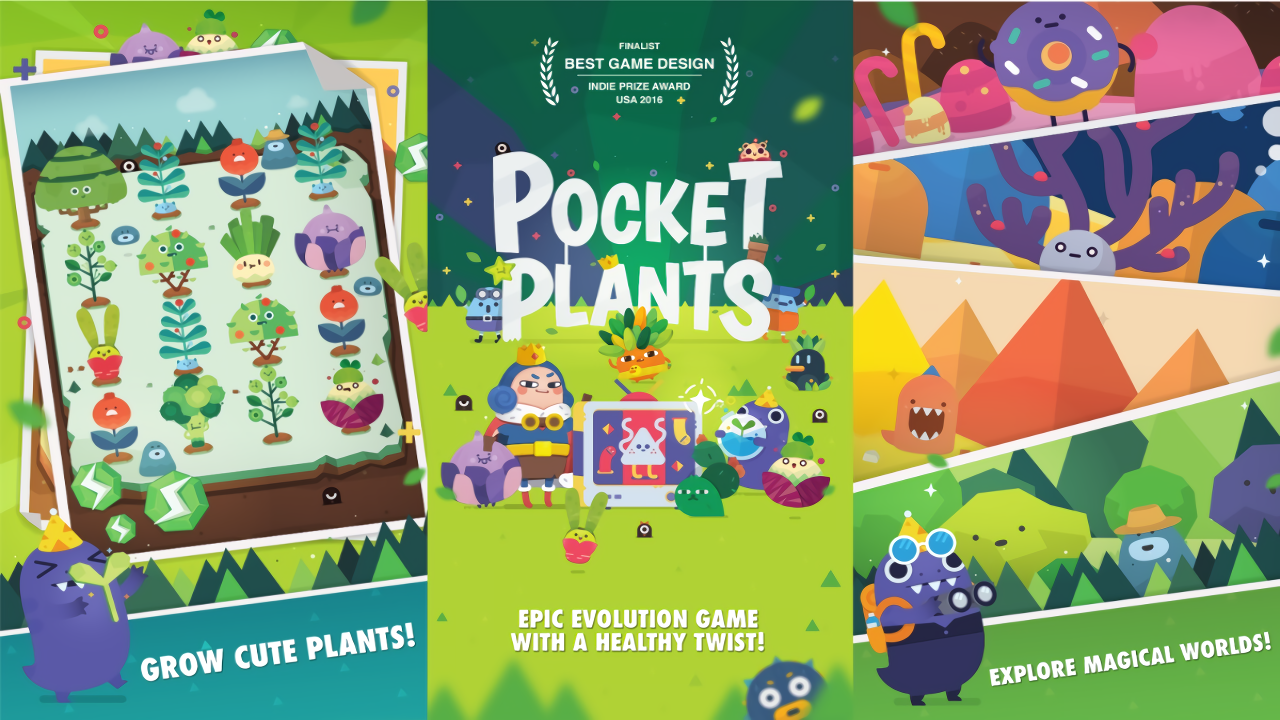 GROW CUTE PLANTS!
FINALIST
BEST GAME DESIGN
INDIE PRIZE AWARD
USA 2016
POCKET
PLANTS
EPIC EVOLUTION GAME
WITH A HEALTHY TWIST!
EXPLORE MAGICAL WORLDS!